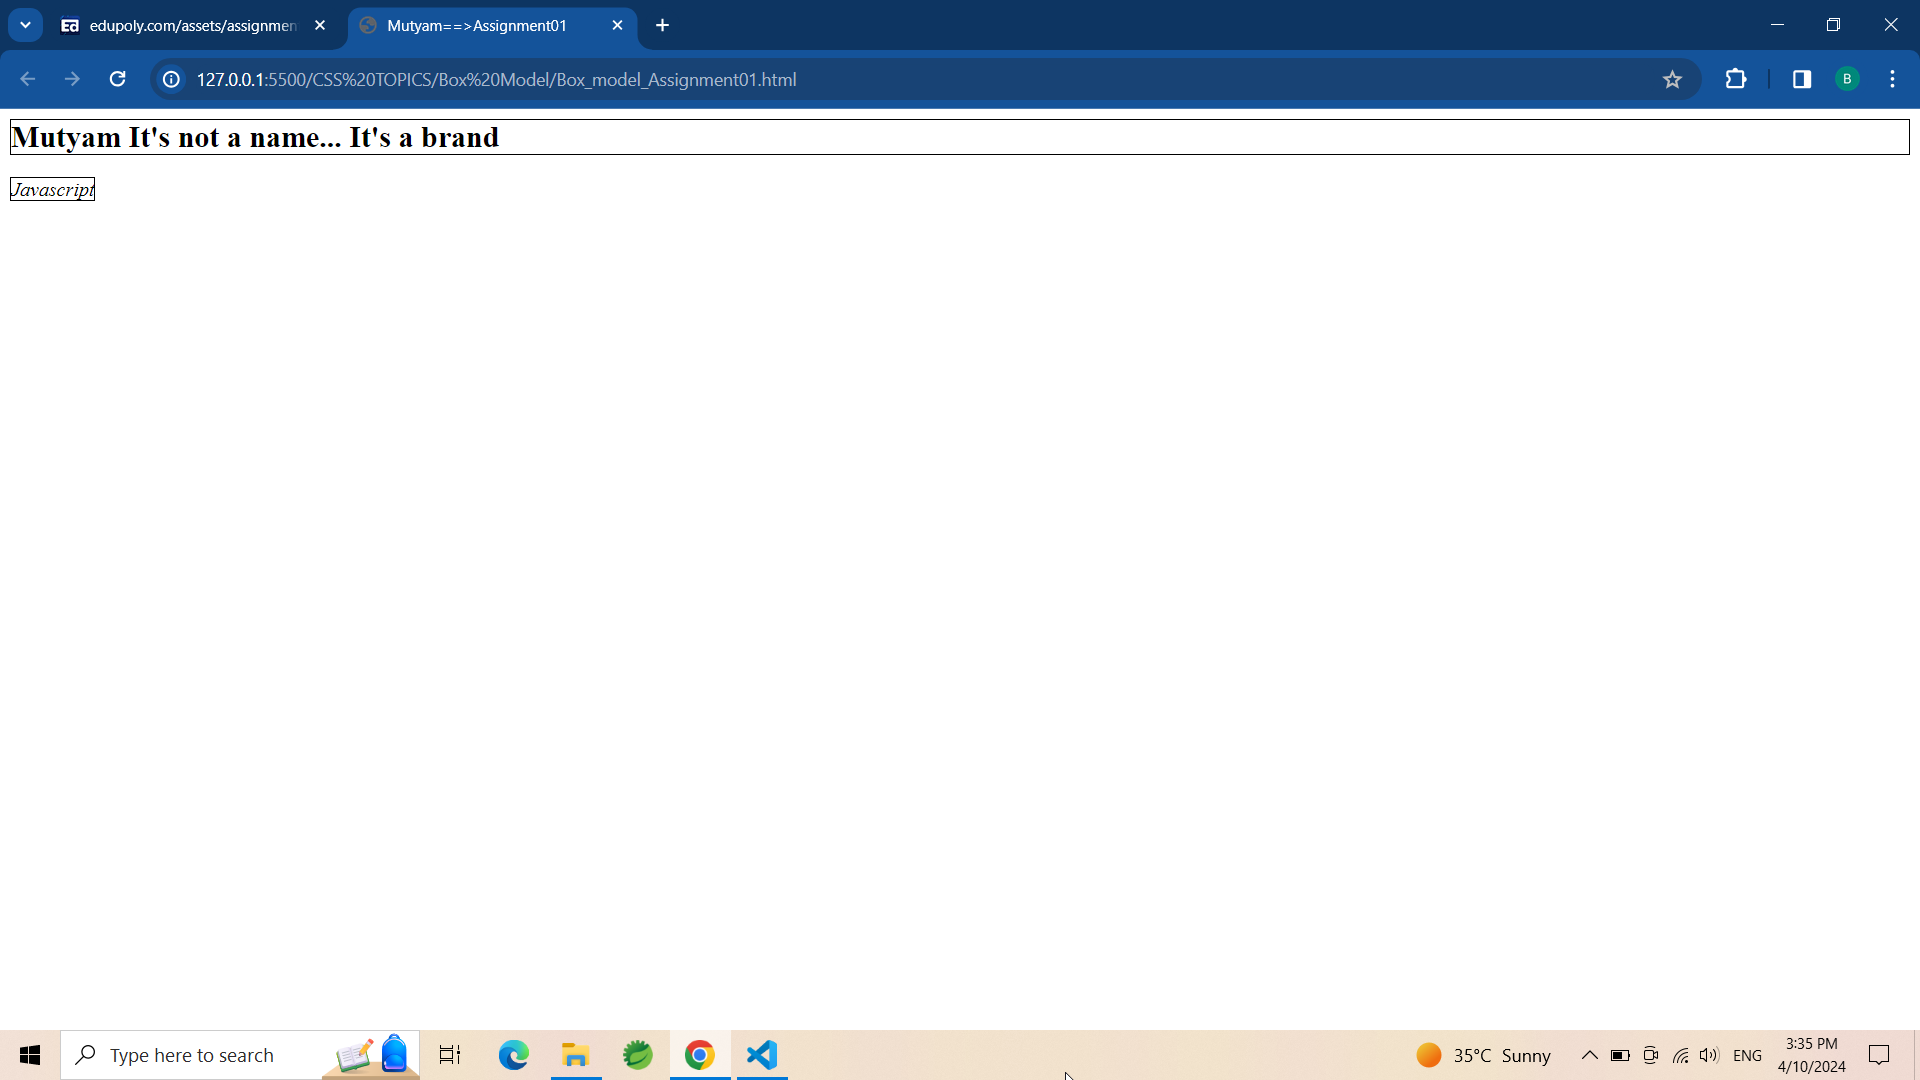 Ed edupoly.com/assets/assignmen
Mutyam==>Assignment01
127.0.0.1:5500/CSS%20TOPICS/Box%20Model/Box_model_Assignment01.html
B
Mutyam It's not a name... It's a brand
Javascript
Type here to search
35°C Sunny
ENG
3:35 PM
4/10/2024